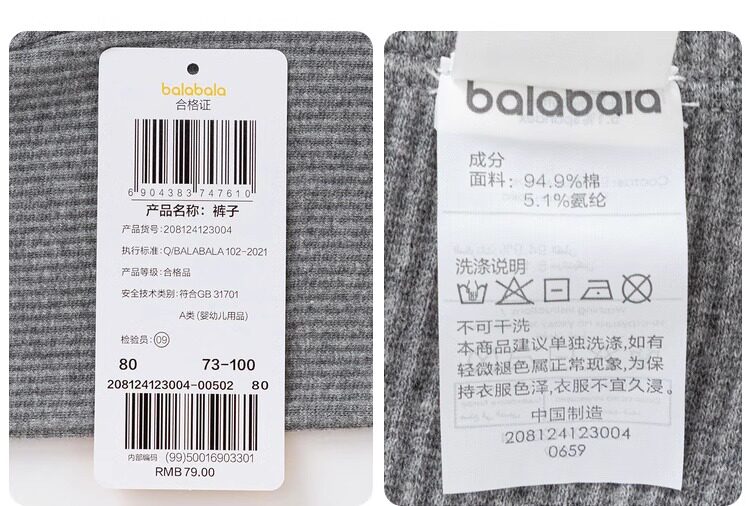 balabala
合格证
6 904383 747610
产品名称：裤子
产品货号：208124123004
执行标准：Q/BALABALA 102-2021
产品等级：合格品
安全技术类别：符合GB 31701
A类（婴幼儿用品）
检验员：09
80 73-100
208124123004-00502 80
内部编码 (99)50016903301
RMB 79.00
balabala
成分
面料：94.9%棉
5.1%氨纶
洗涤说明
不可干洗
本商品建议单独洗涤，如有
轻微褪色属正常现象，为保
持衣服色泽，衣服不宜久浸。
中国制造
208124123004
0659